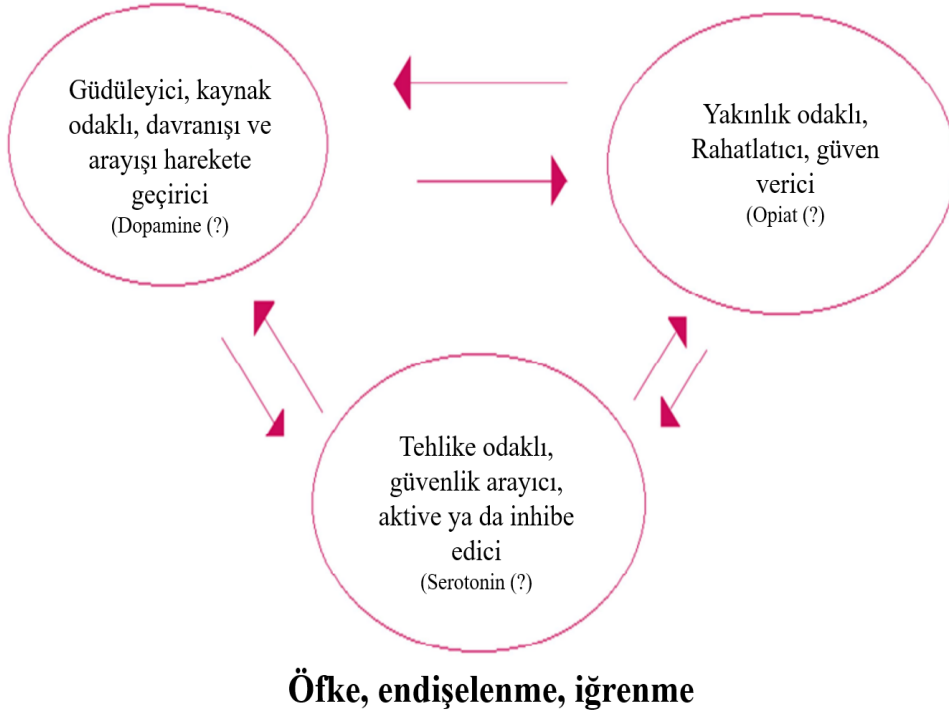 Güdüleyici, kaynak
odaklı, davranışı ve
arayışı harekete
geçirici
(Dopamine (?)
Yakınlık odaklı,
Rahatlatıcı, güven
verici
(Opiat (?)
Tehlike odaklı,
güvenlik arayıcı,
aktive ya da inhibe
edici
(Serotonin (?)
Öfke, endişelenme, iğrenme